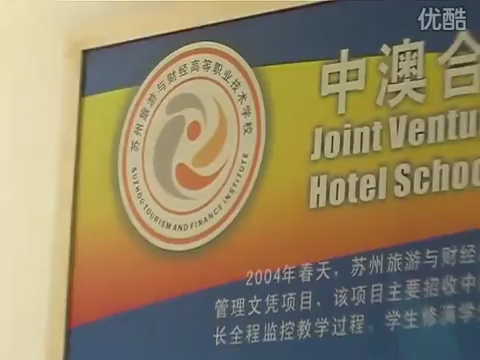 优酷
苏州旅游与财经高等职业技术学校
SUZHOU TOURISM AND FINANCE INSTITUTE
中澳合
Joint Ventu
Hotel Schoo
2004年春天，苏州旅游与财经
管理文凭项目，该项目主要招收中
长全程监控教学过程。学生修满学